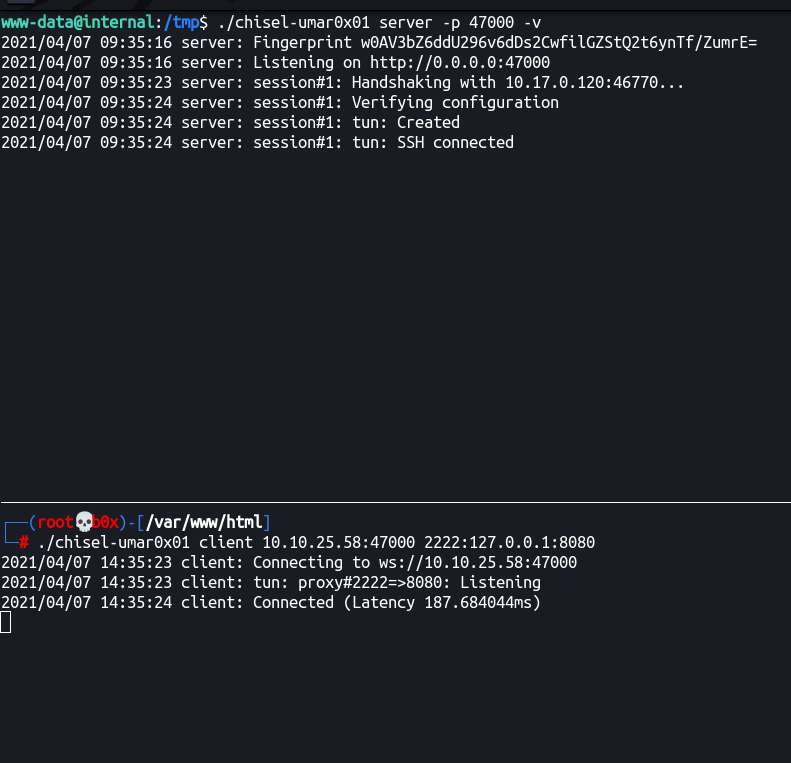 www-data@internal:/tmp$ ./chisel-umar0x01 server -p 47000 -v
2021/04/07 09:35:16 server: Fingerprint w0AV3bZ6ddU296v6dDs2CwfilGZStQ2t6ynTf/ZumrE=
2021/04/07 09:35:16 server: Listening on http://0.0.0.0:47000
2021/04/07 09:35:23 server: session#1: Handshaking with 10.17.0.120:46770...
2021/04/07 09:35:24 server: session#1: Verifying configuration
2021/04/07 09:35:24 server: session#1: tun: Created
2021/04/07 09:35:24 server: session#1: tun: SSH connected
┌──(root💀b0x)-[/var/www/html]
└─# ./chisel-umar0x01 client 10.10.25.58:47000 2222:127.0.0.1:8080
2021/04/07 14:35:23 client: Connecting to ws://10.10.25.58:47000
2021/04/07 14:35:23 client: tun: proxy#2222=>8080: Listening
2021/04/07 14:35:24 client: Connected (Latency 187.684044ms)